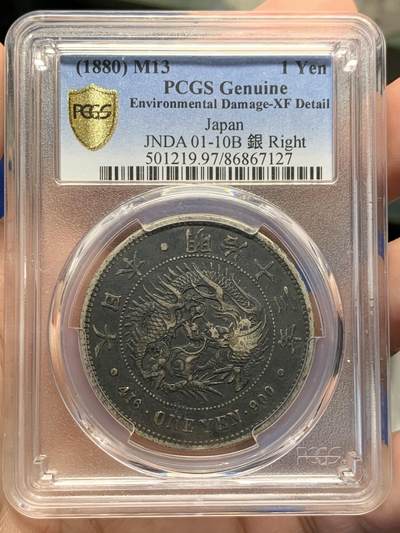 (1880) M13 1 Yen
PCGS Genuine
Environmental Damage-XF Detail
Japan
JNDA 01-10B 銀 Right
501219.97/86867127
PCGS
大日本 · 明治十三年
416 · ONE YEN · 900
PCGS